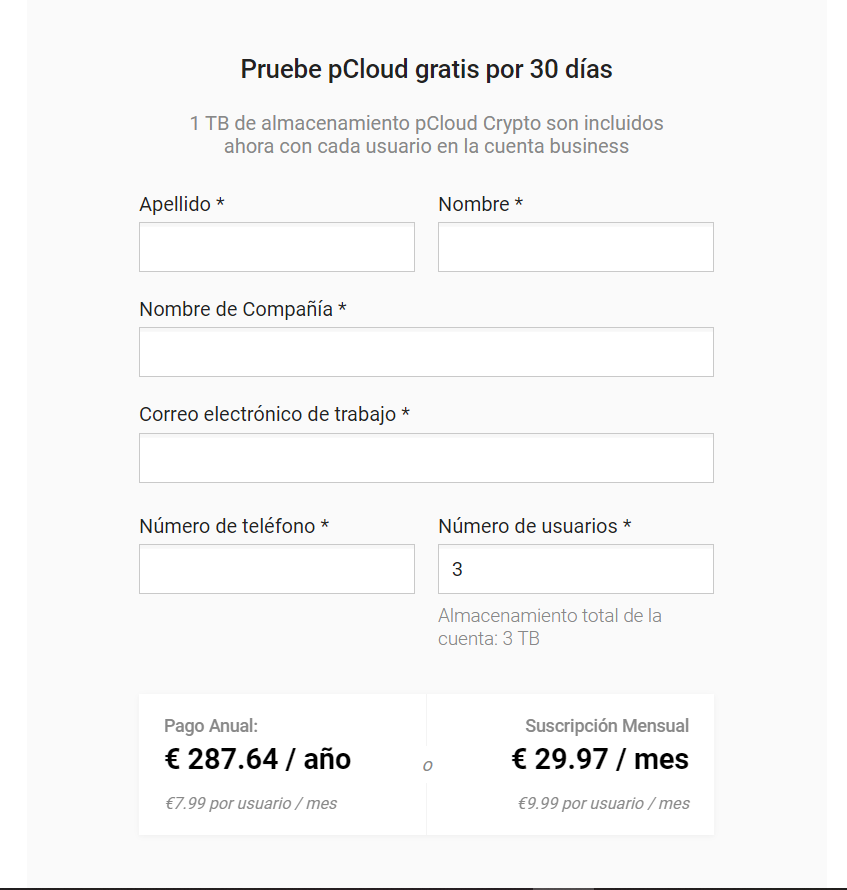 Pruebe pCloud gratis por 30 días
1 TB de almacenamiento pCloud Crypto son incluidos
ahora con cada usuario en la cuenta business
Apellido *
Nombre *
Nombre de Compañía *
Correo electrónico de trabajo *
Número de teléfono *
Número de usuarios *
3
Almacenamiento total de la
cuenta: 3 TB
Pago Anual:
€ 287.64 / año
€7.99 por usuario / mes
o
Suscripción Mensual
€ 29.97 / mes
€9.99 por usuario / mes